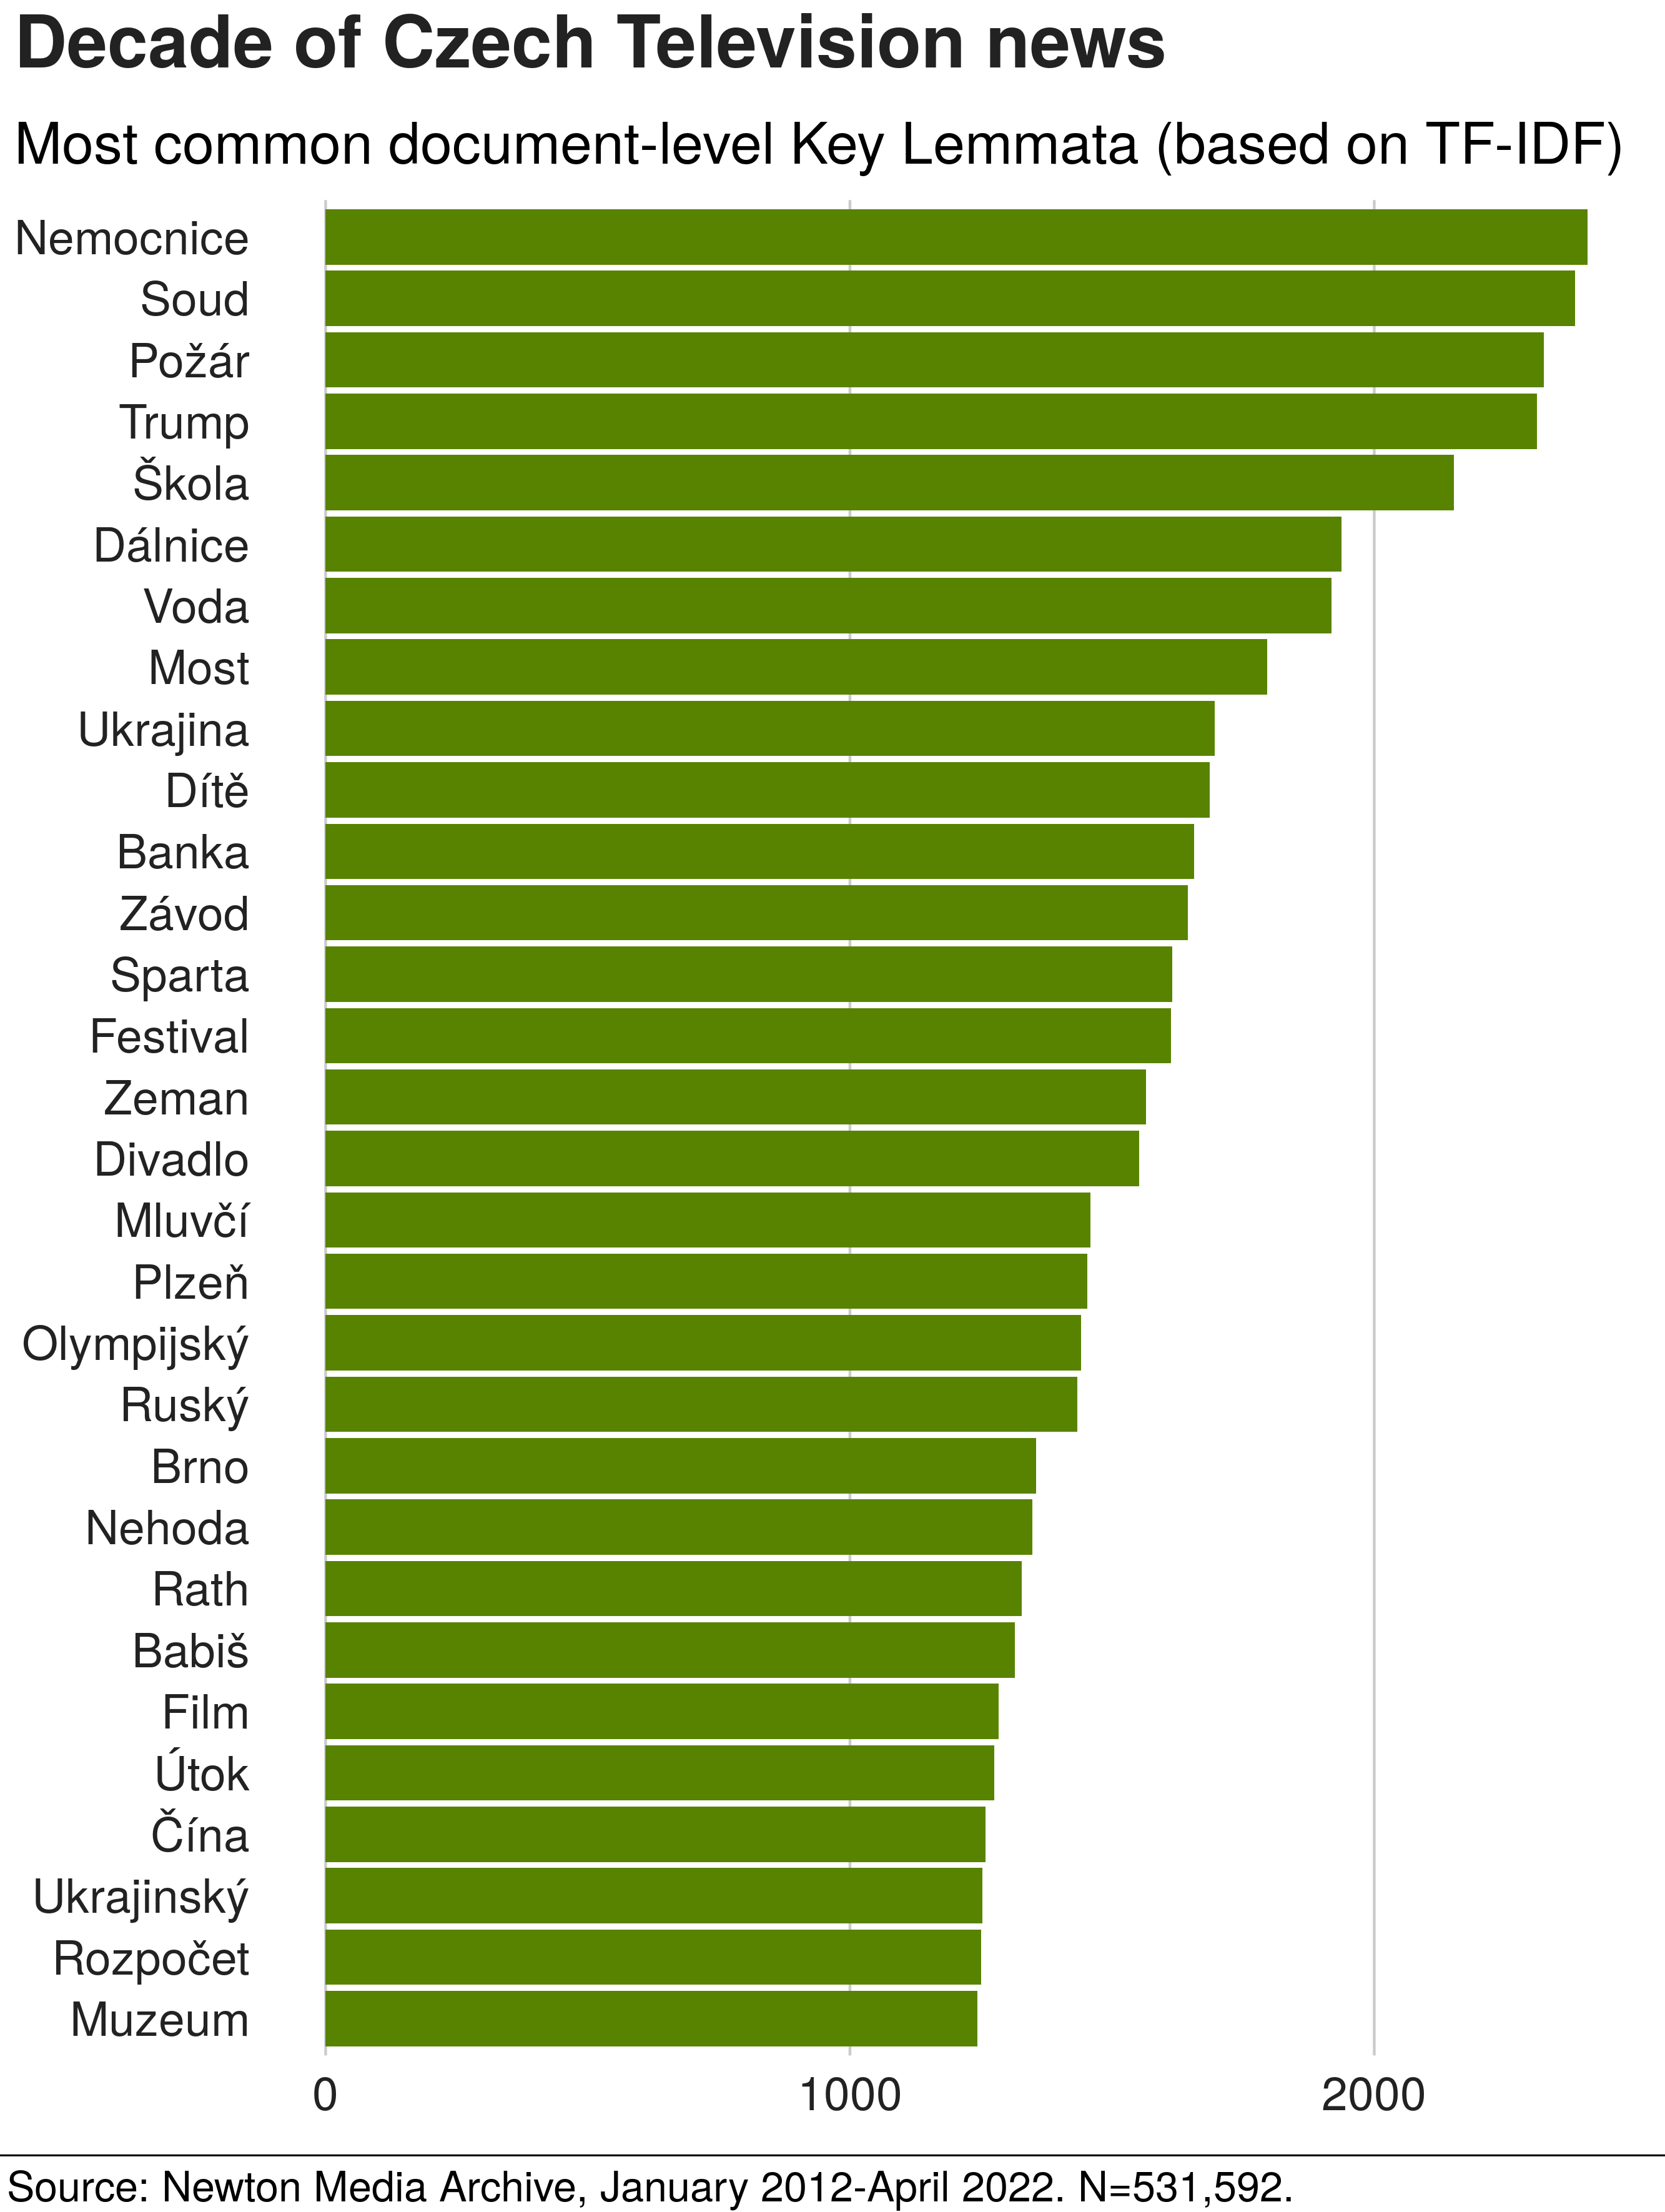 Decade of Czech Television news
Most common document-level Key Lemmata (based on TF-IDF)
Nemocnice
Soud
Požár
Trump
Škola
Dálnice
Voda
Most
Ukrajina
Dítě
Banka
Závod
Sparta
Festival
Zeman
Divadlo
Mluvčí
Plzeň
Olympijský
Ruský
Brno
Nehoda
Rath
Babiš
Film
Útok
Čína
Ukrajinský
Rozpočet
Muzeum
0 1000 2000
Source: Newton Media Archive, January 2012-April 2022. N=531,592.